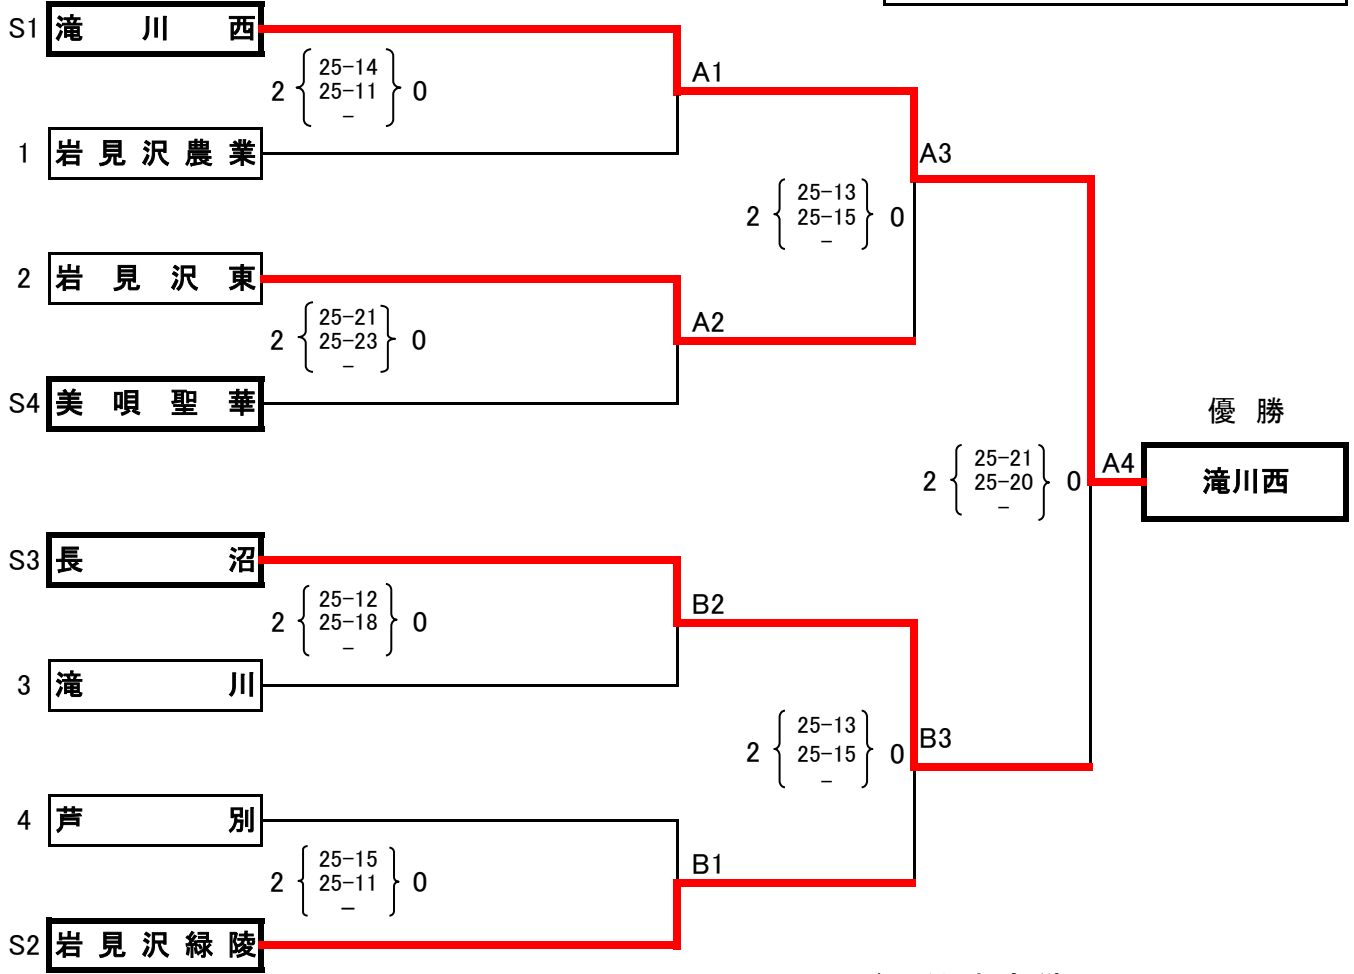 S1 滝川西
2 25-14 25-11 - 0
A1
1 岩見沢農業
A3
2 25-13 25-15 - 0
2 岩見沢東
2 25-21 25-23 - 0
A2
S4 美唄聖華
優勝
2 25-21 25-20 - 0
A4
滝川西
S3 長沼
2 25-12 25-18 - 0
B2
3 滝川
2 25-13 25-15 - 0
B3
4 芦別
2 25-15 25-11 - 0
B1
S2 岩見沢緑陵